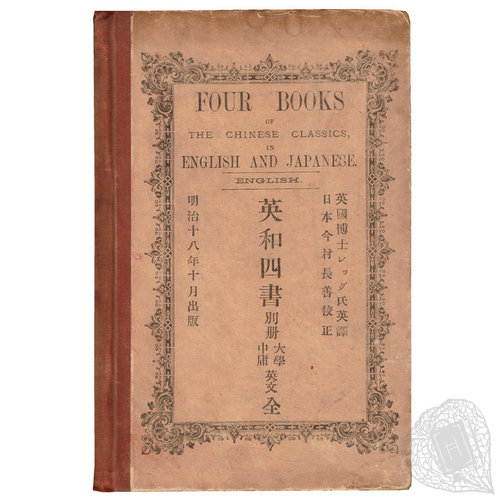 FOUR BOOKS
OF
THE CHINESE CLASSICS,
IN
ENGLISH AND JAPANESE.
ENGLISH.
英國博士レッグ氏英譯
日本今村長善校正
英和四書別册
大學
中庸
英文全
明治十八年十月出版
H